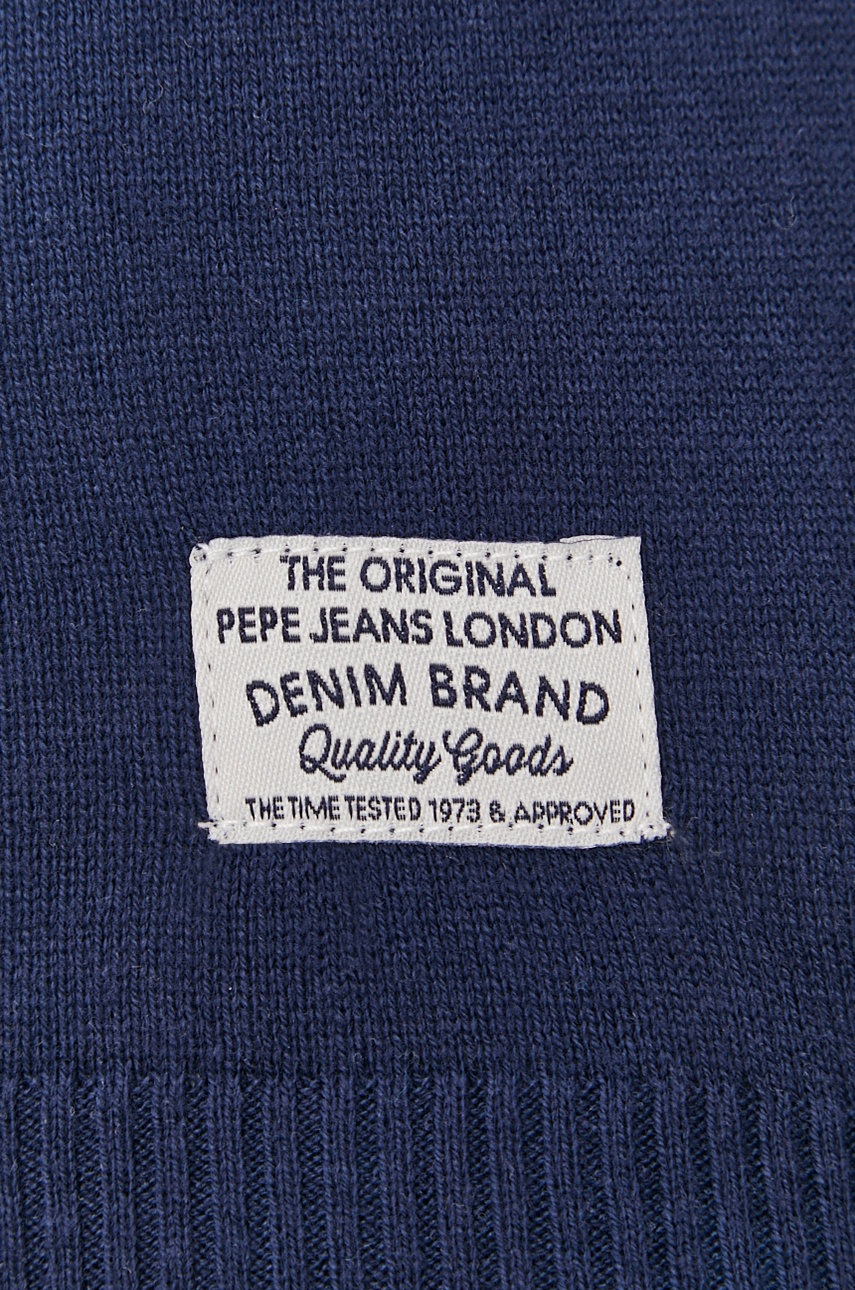 THE ORIGINAL
PEPE JEANS LONDON
DENIM BRAND
Quality Goods
THE TIME TESTED 1973 & APPROVED